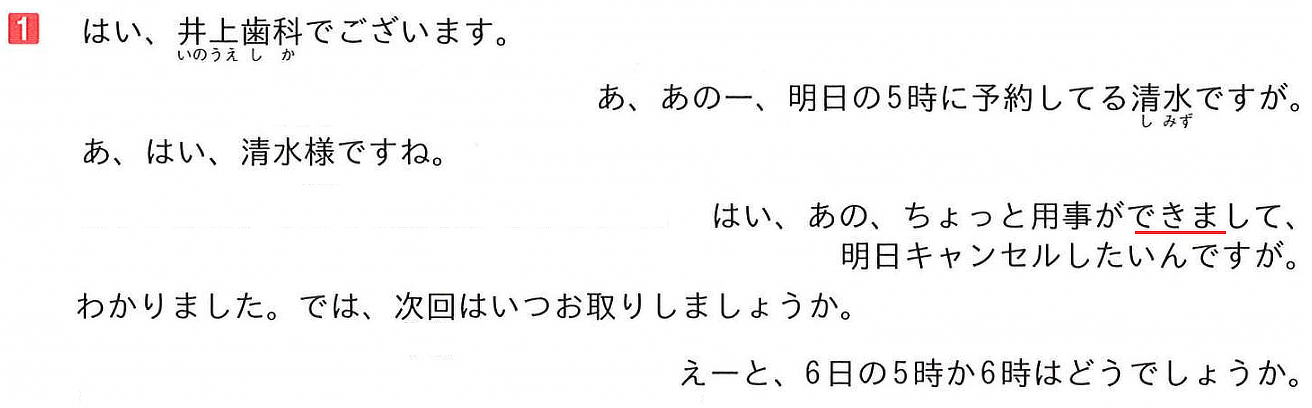 1 はい、井上歯科でございます。
いのうえ し か
あ、あのー、明日の5時に予約してる清水ですが。
し みず
あ、はい、清水様ですね。
はい、あの、ちょっと用事ができまして、
明日キャンセルしたいんですが。
わかりました。では、次回はいつお取りしましょうか。
えーと、6日の5時か6時はどうでしょうか。